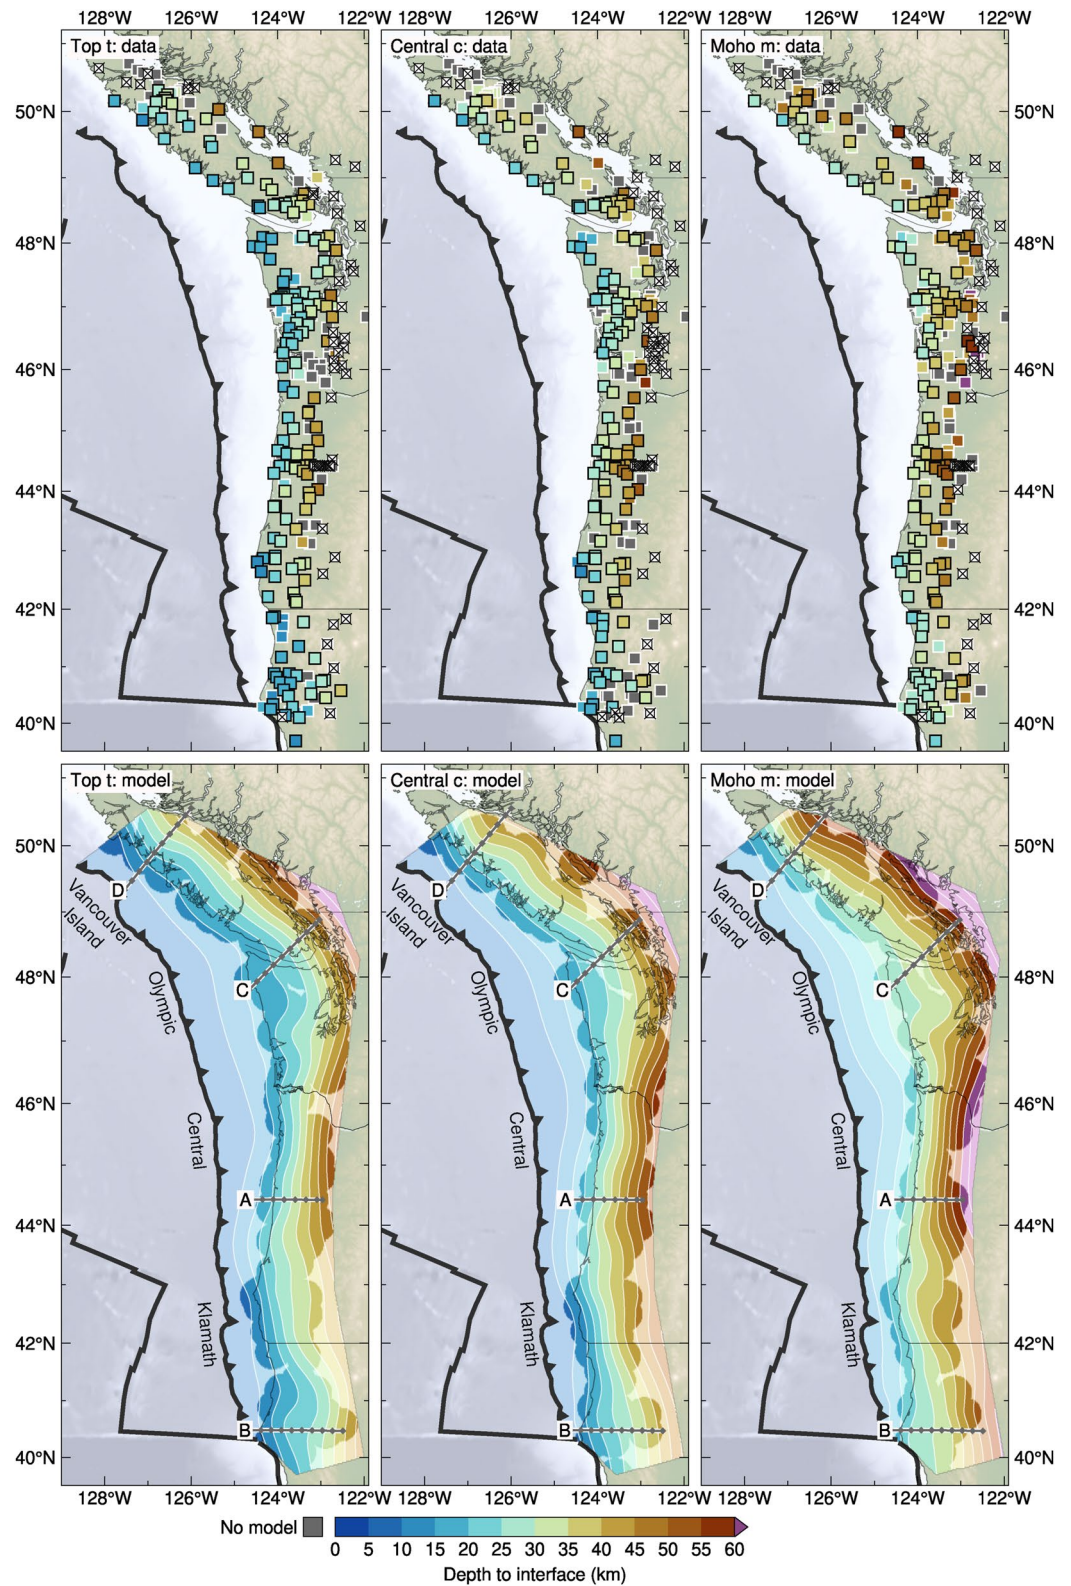 128°W 126°W 124°W 122°W 128°W 126°W 124°W 122°W 128°W 126°W 124°W 122°W
Top t: data Central c: data Moho m: data
50°N 50°N
48°N 48°N
46°N 46°N
44°N 44°N
42°N 42°N
40°N 40°N
Top t: model Central c: model Moho m: model
50°N 50°N
D D D
Vancouver Island Vancouver Island Vancouver Island
48°N 48°N
C C C
Olympic Olympic Olympic
46°N 46°N
Central Central Central
A A A
44°N 44°N
42°N 42°N
Klamath Klamath Klamath
B B B
40°N 40°N
128°W 126°W 124°W 122°W 128°W 126°W 124°W 122°W 128°W 126°W 124°W 122°W
No model
0 5 10 15 20 25 30 35 40 45 50 55 60
Depth to interface (km)